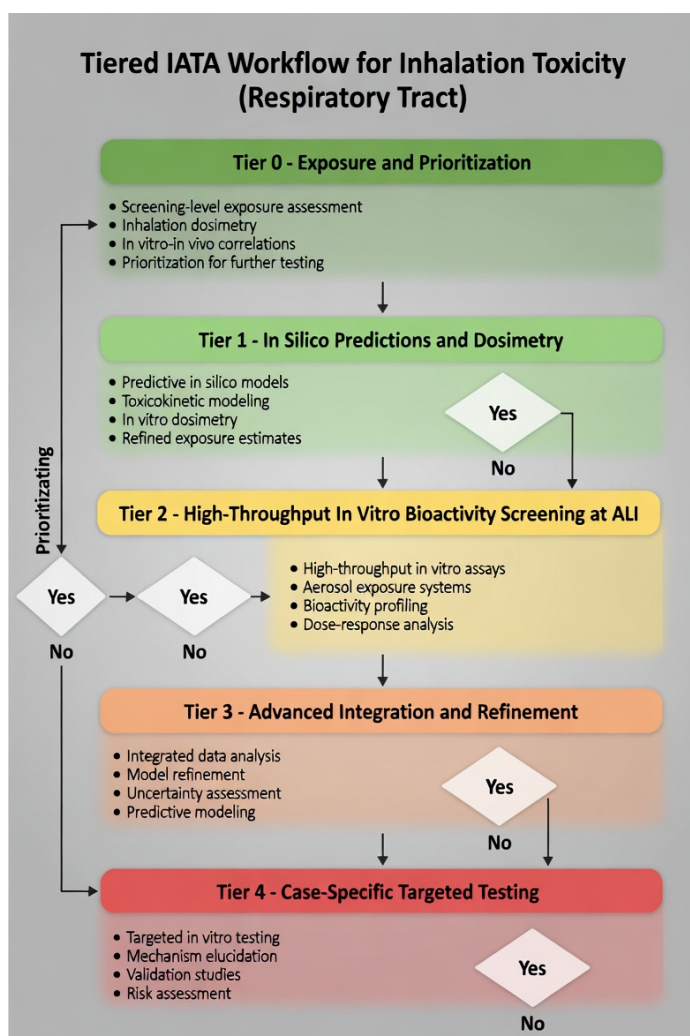 Tiered IATA Workflow for Inhalation Toxicity
(Respiratory Tract)
Tier 0 - Exposure and Prioritization
• Screening-level exposure assessment
• Inhalation dosimetry
• In vitro-in vivo correlations
• Prioritization for further testing
Tier 1 - In Silico Predictions and Dosimetry
• Predictive in silico models
• Toxicokinetic modeling
• In vitro dosimetry
• Refined exposure estimates
Yes
No
Prioritizating
Tier 2 - High-Throughput In Vitro Bioactivity Screening at ALI
• High-throughput in vitro assays
• Aerosol exposure systems
• Bioactivity profiling
• Dose-response analysis
Yes
No
Yes
No
Tier 3 - Advanced Integration and Refinement
• Integrated data analysis
• Model refinement
• Uncertainty assessment
• Predictive modeling
Yes
No
Tier 4 - Case-Specific Targeted Testing
• Targeted in vitro testing
• Mechanism elucidation
• Validation studies
• Risk assessment
Yes
No